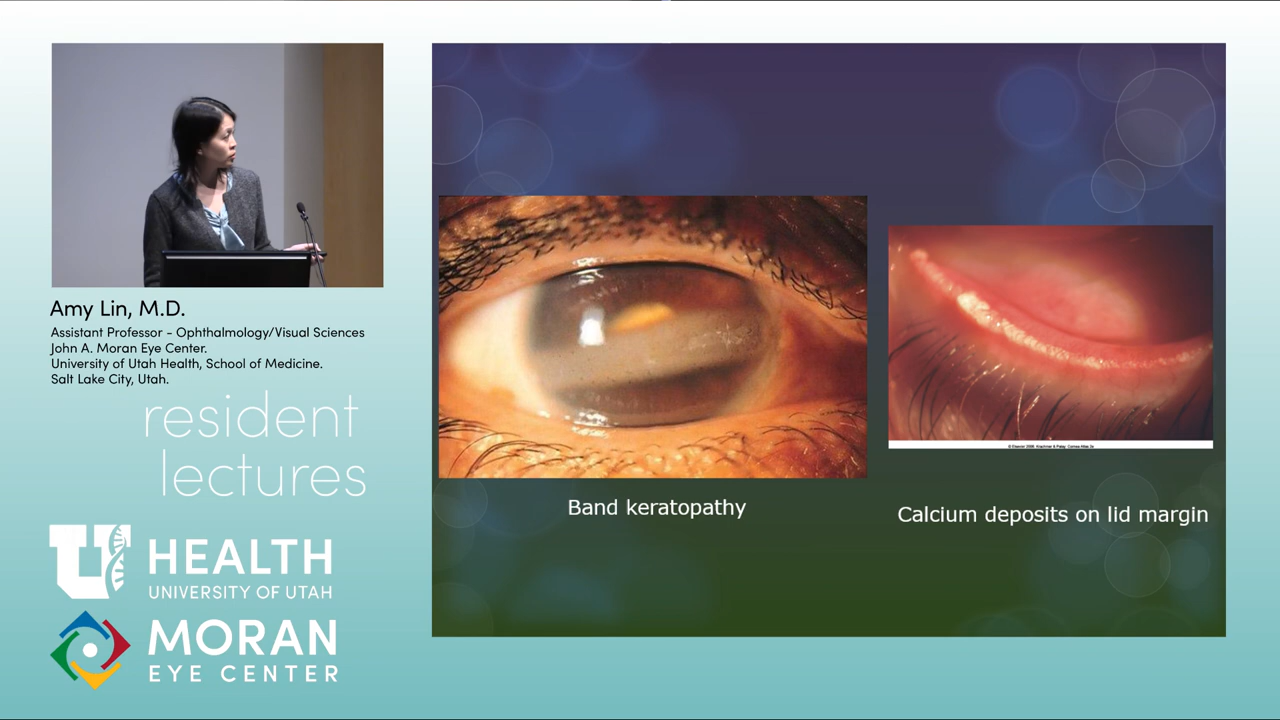 Amy Lin, M.D.
Assistant Professor - Ophthalmology/Visual Sciences
John A. Moran Eye Center.
University of Utah Health, School of Medicine.
Salt Lake City, Utah.
resident
lectures
U HEALTH
UNIVERSITY OF UTAH
MORAN
EYE CENTER
Band keratopathy
Calcium deposits on lid margin